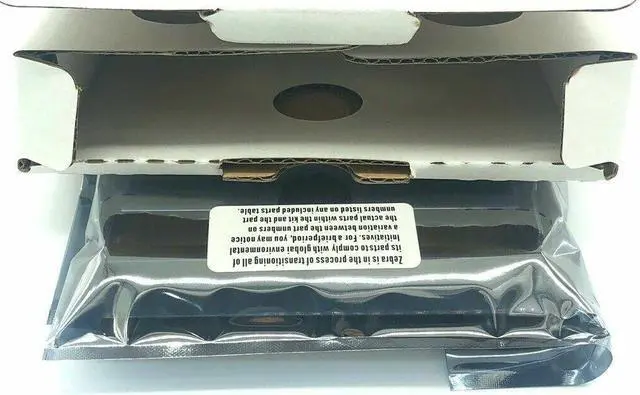 Zebra is in the process of transitioning all of
its parts to comply with global environmental
Initiatives. For a brief period, you may notice
a variation between the part unmbers on
the actual parts within the kit and the part
unmbers listed on any included parts table.